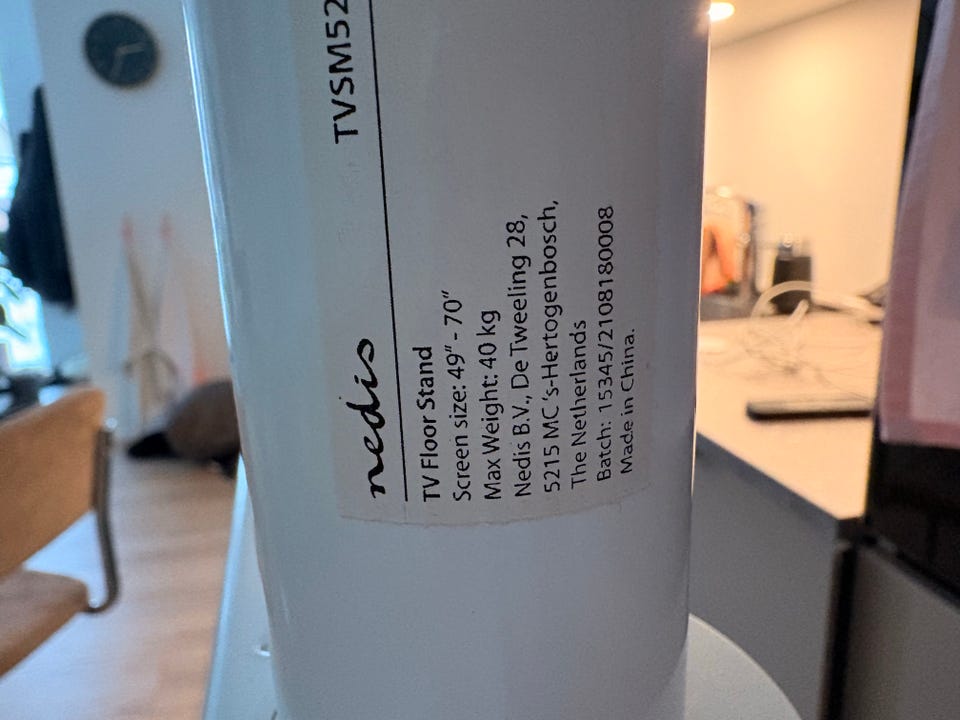 nedis
TVSM52
TV Floor Stand
Screen size: 49" - 70"
Max Weight: 40 kg
Nedis B.V., De Tweeling 28,
5215 MC 's-Hertogenbosch,
The Netherlands
Batch: 15345/2108180008
Made in China.